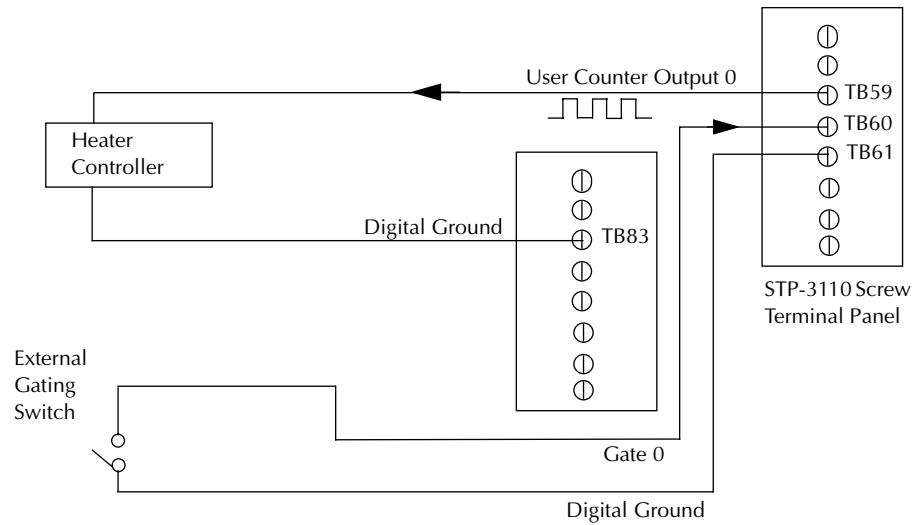 User Counter Output 0
TB59
TB60
TB61
Heater
Controller
Digital Ground
TB83
STP-3110 Screw
Terminal Panel
External
Gating
Switch
Gate 0
Digital Ground